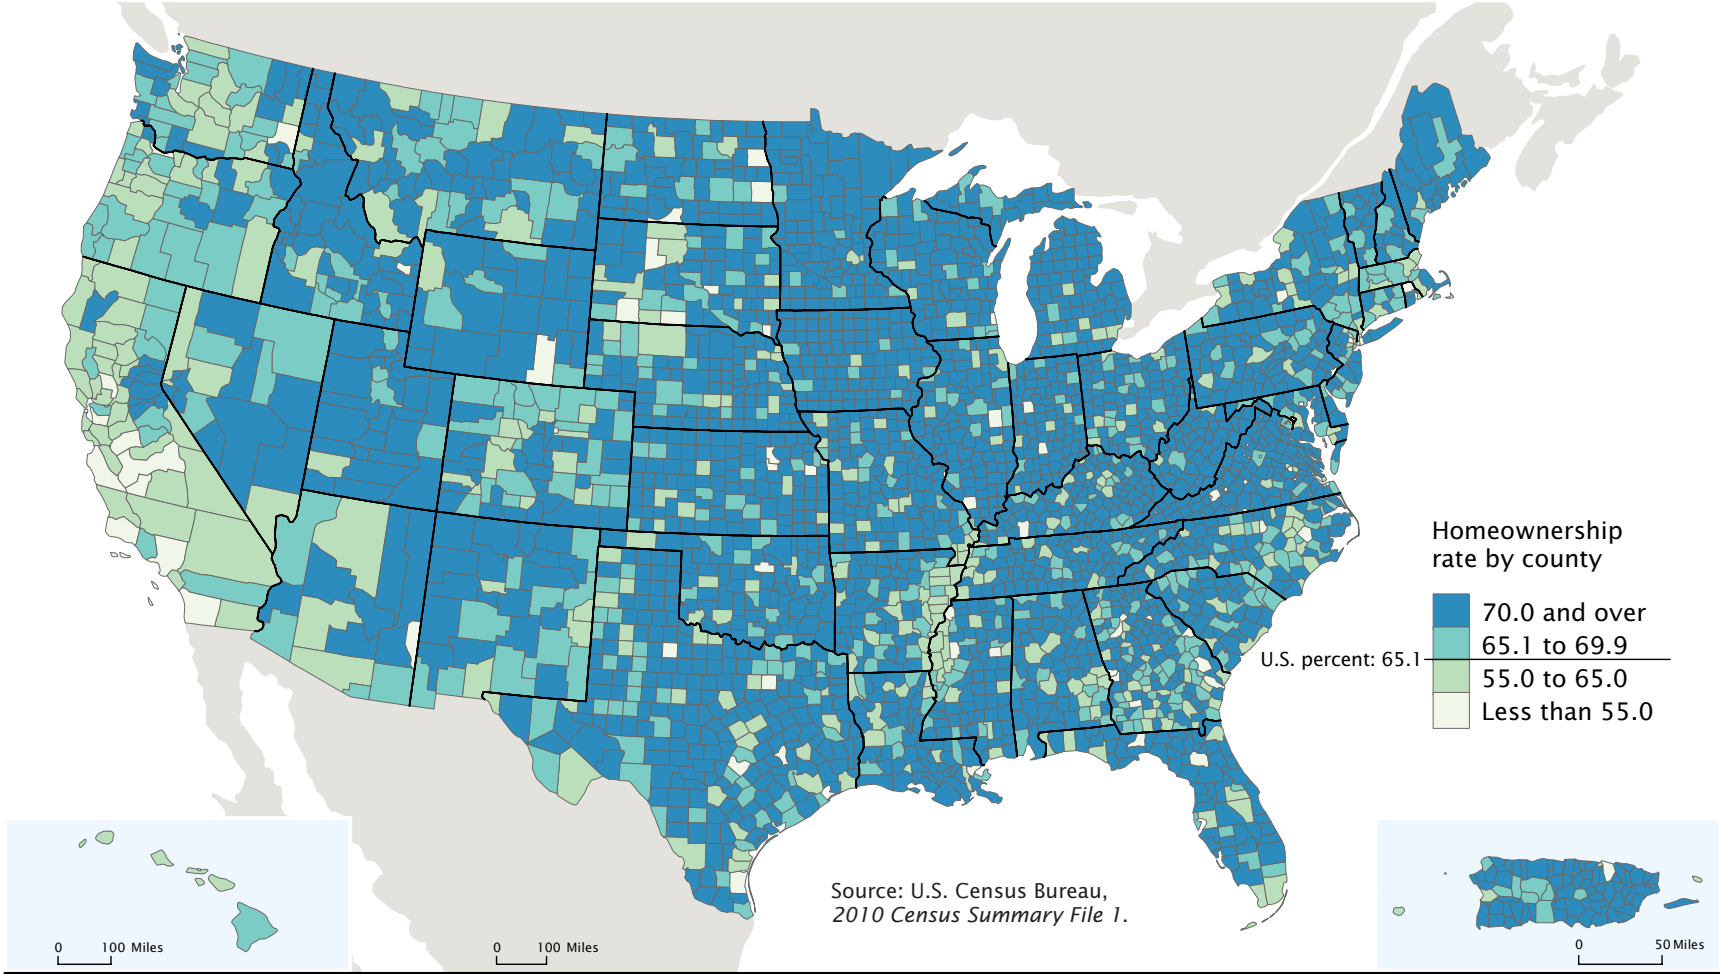 Homeownership
rate by county
70.0 and over
65.1 to 69.9
U.S. percent: 65.1
55.0 to 65.0
Less than 55.0
Source: U.S. Census Bureau,
2010 Census Summary File 1.
0 100 Miles
0 100 Miles
0 50 Miles